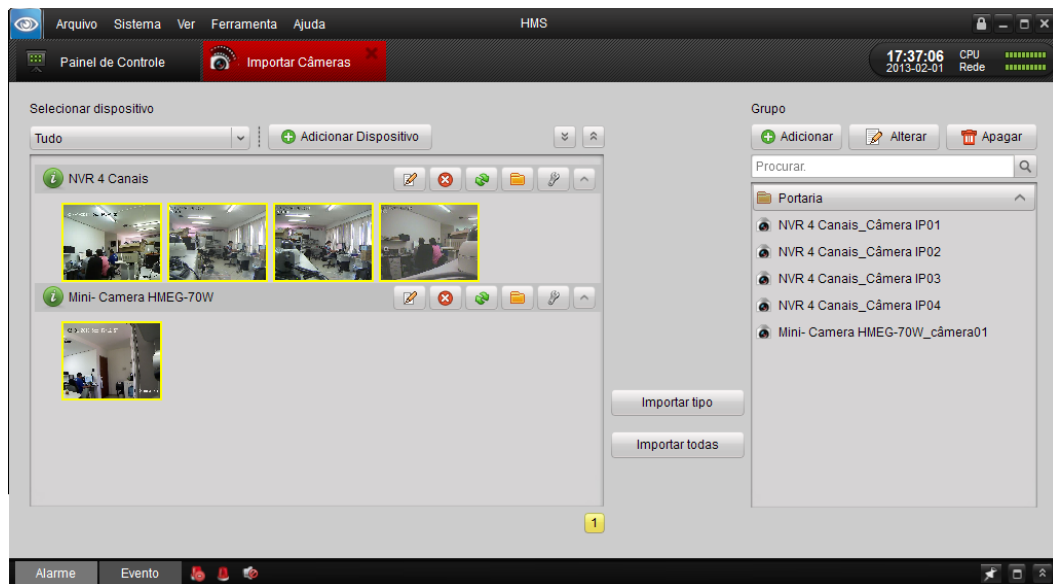 Arquivo Sistema Ver Ferramenta Ajuda HMS
Painel de Controle Importar Câmeras 17:37:06 CPU
2013-02-01 Rede
Selecionar dispositivo
Tudo Adicionar Dispositivo
NVR 4 Canais
Mini- Camera HMEG-70W
Importar tipo
Importar todas
1
Grupo
Adicionar Alterar Apagar
Procurar.
Portaria
NVR 4 Canais_Câmera IP01
NVR 4 Canais_Câmera IP02
NVR 4 Canais_Câmera IP03
NVR 4 Canais_Câmera IP04
Mini- Camera HMEG-70W_câmera01
Alarme Evento